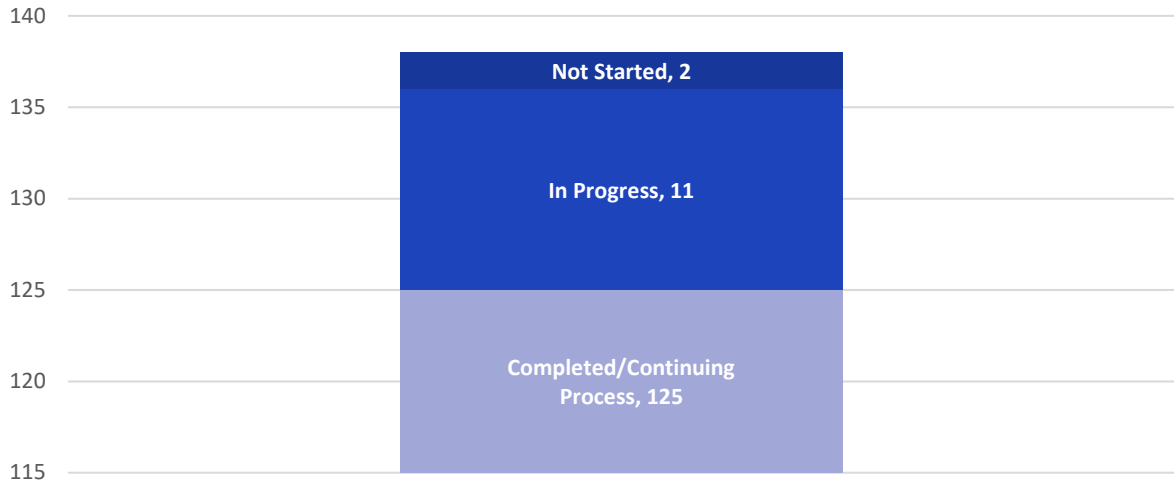 140
Not Started, 2
135
In Progress, 11
130
125
Completed/Continuing
Process, 125
120
115